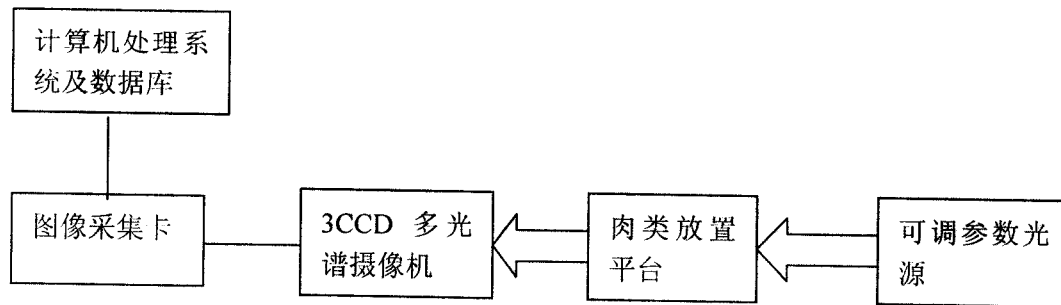 计算机处理系
统及数据库
图像采集卡
3CCD 多光
谱摄像机
肉类放置
平台
可调参数光
源